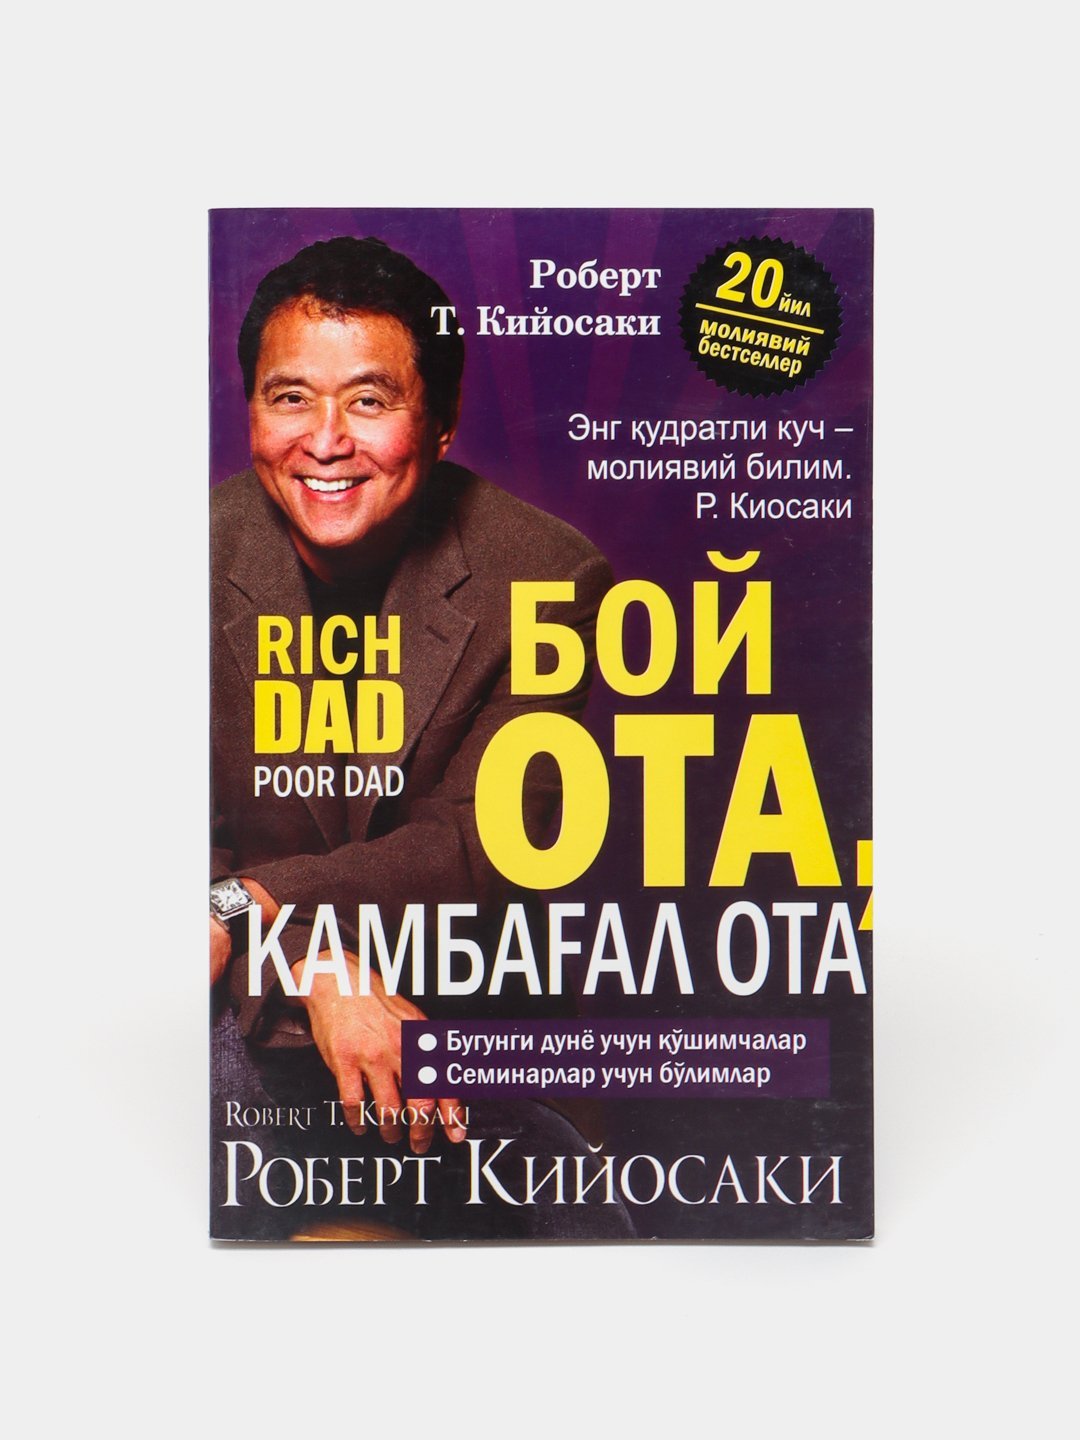 Роберт
Т. Кийосаки
20 йил
молиявий
бестселлер
Энг қудратли куч –
молиявий билим.
Р. Киосаки
RICH
DAD
POOR DAD
БОЙ
ОТА,
КАМБАҒАЛ ОТА
● Бугунги дунё учун қўшимчалар
● Семинарлар учун бўлимлар
ROBERT T. KIYOSAKI
РОБЕРТ КИЙОСАКИ